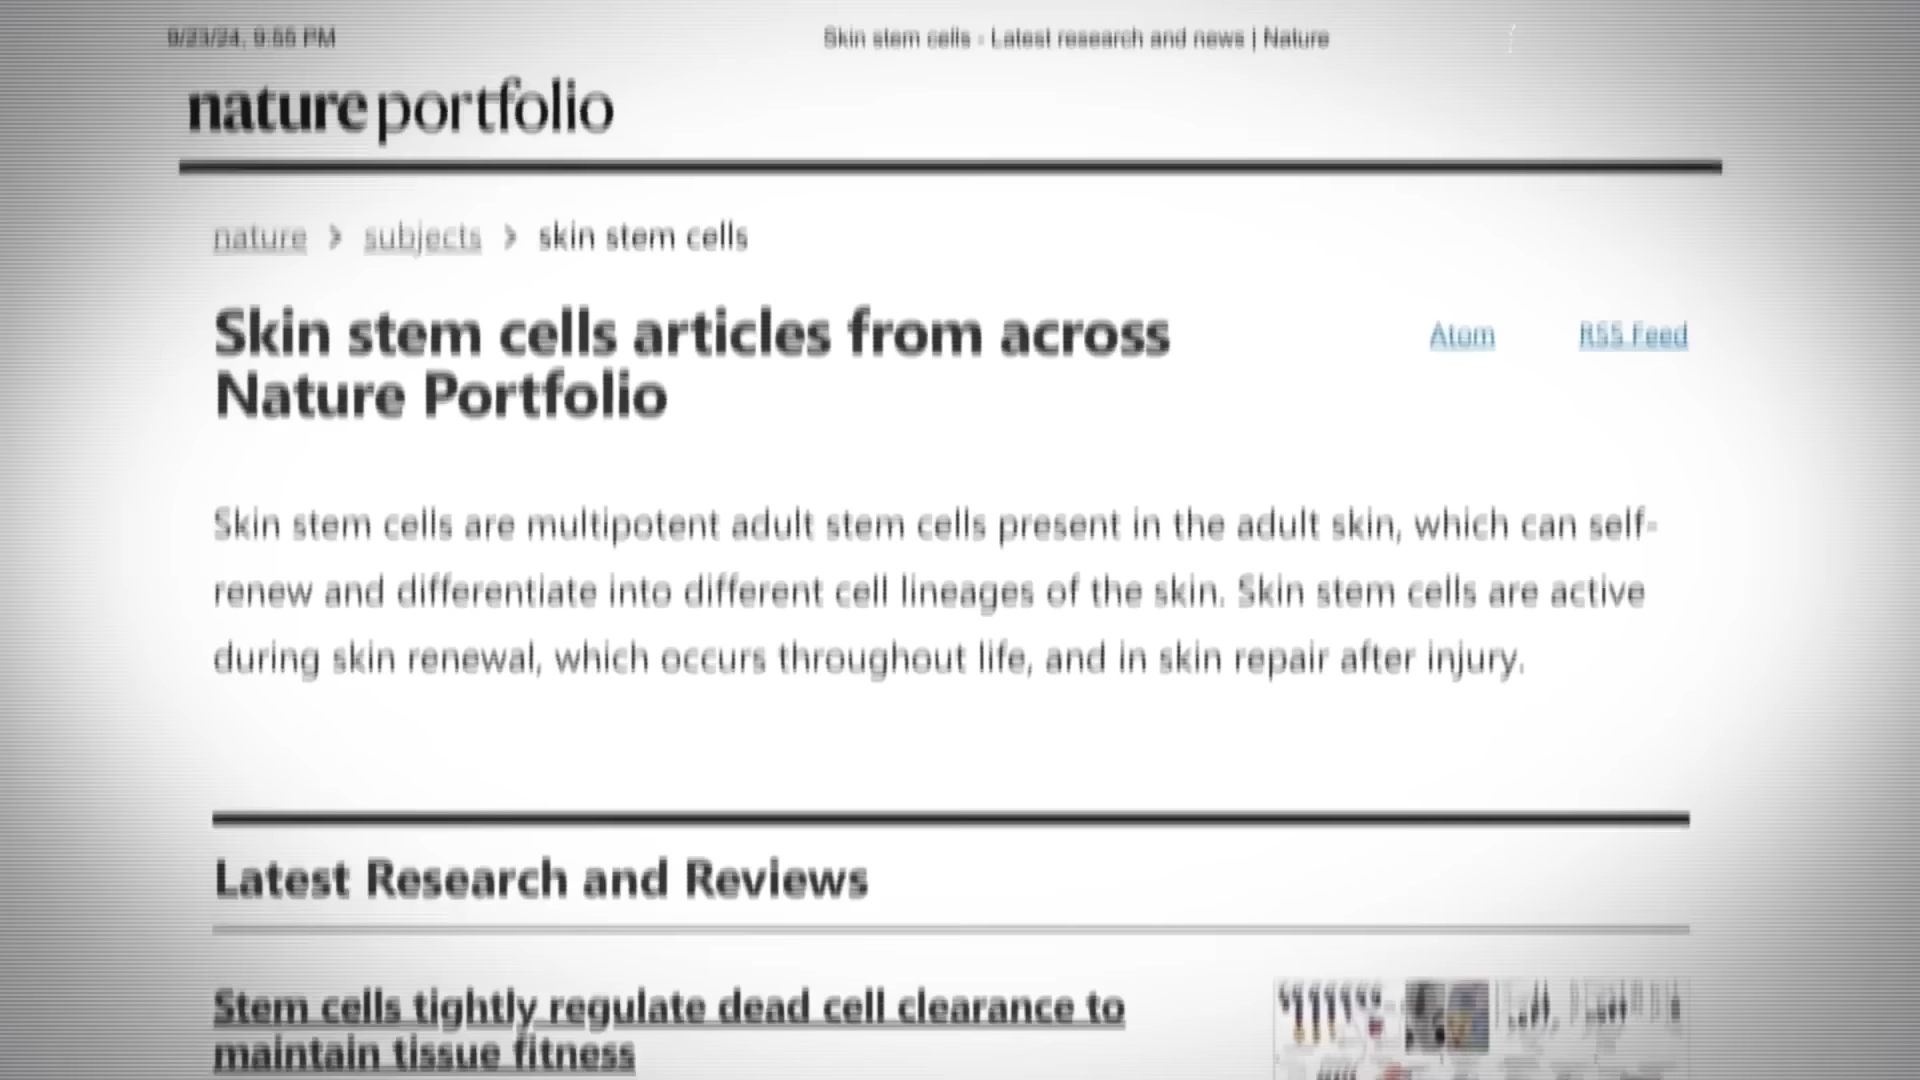 9/23/24, 9:55 PM
Skin stem cells - Latest research and news | Nature
nature portfolio
nature > subjects > skin stem cells
Skin stem cells articles from across
Nature Portfolio
Atom
RSS Feed
Skin stem cells are multipotent adult stem cells present in the adult skin, which can self-
renew and differentiate into different cell lineages of the skin. Skin stem cells are active
during skin renewal, which occurs throughout life, and in skin repair after injury.
Latest Research and Reviews
Stem cells tightly regulate dead cell clearance to
maintain tissue fitness